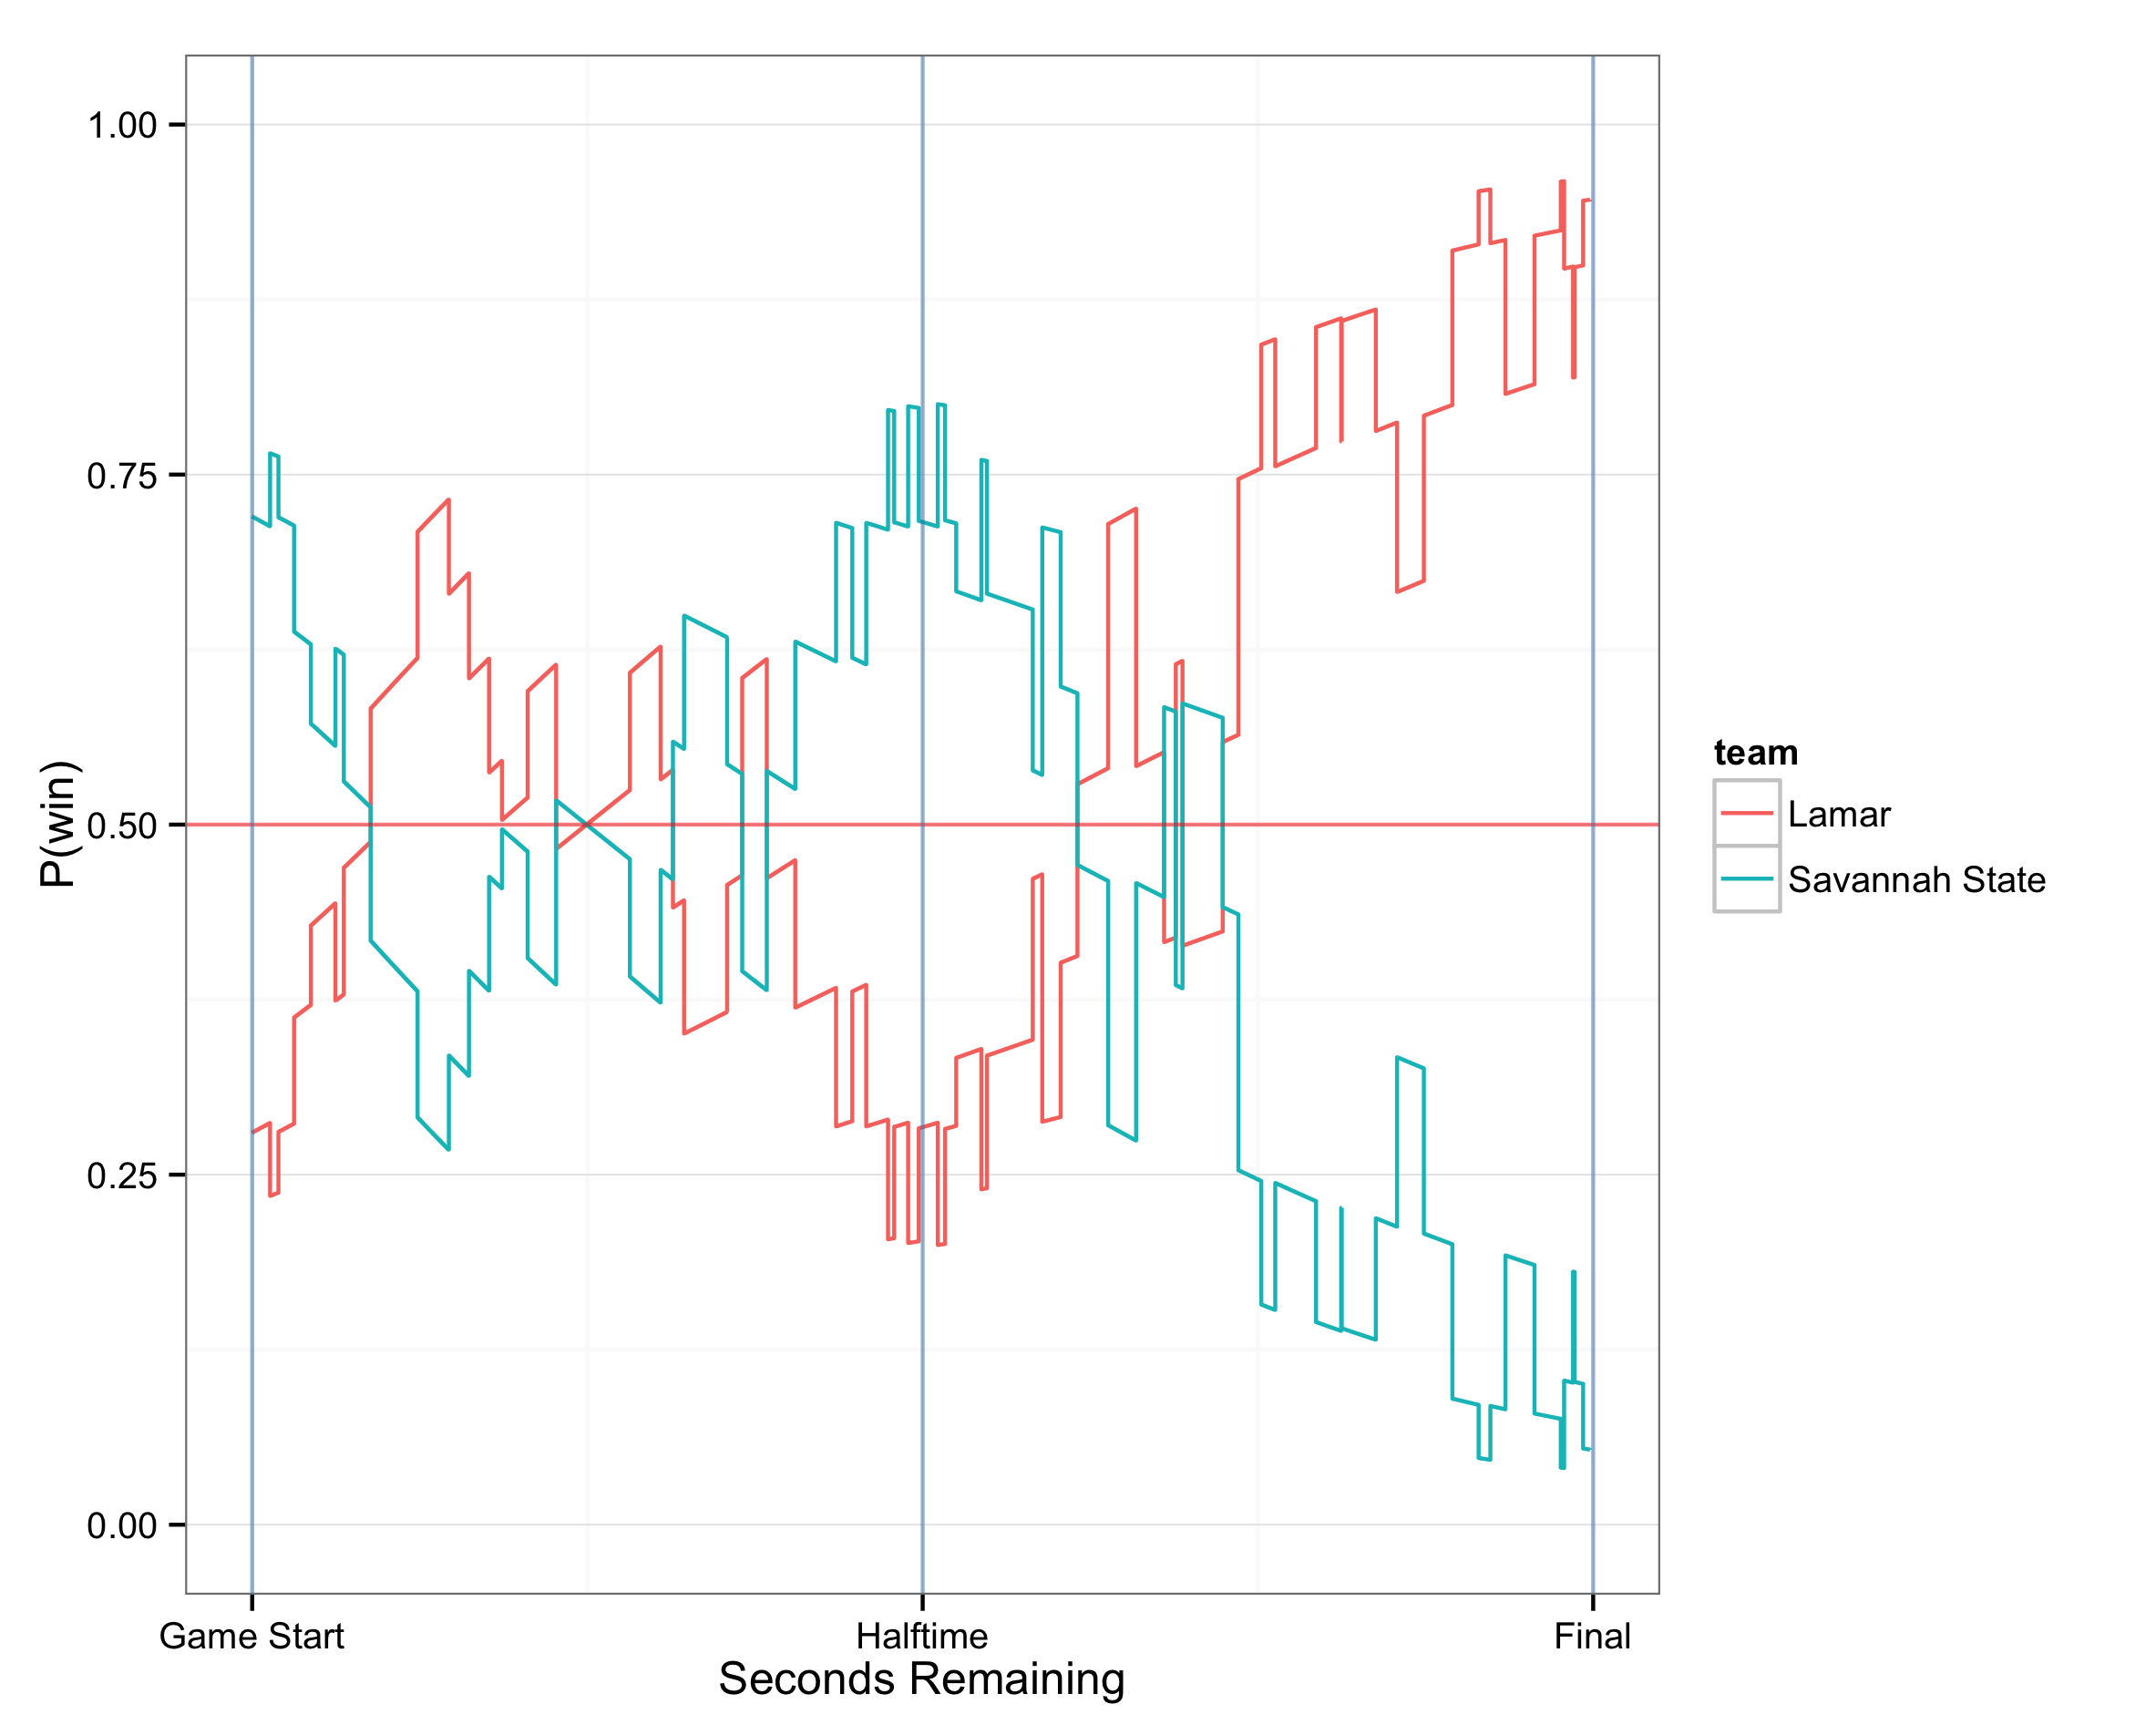 1.00
0.75
0.50
0.25
0.00
P(win)
Game Start
Halftime
Final
Seconds Remaining
team
Lamar
Savannah State